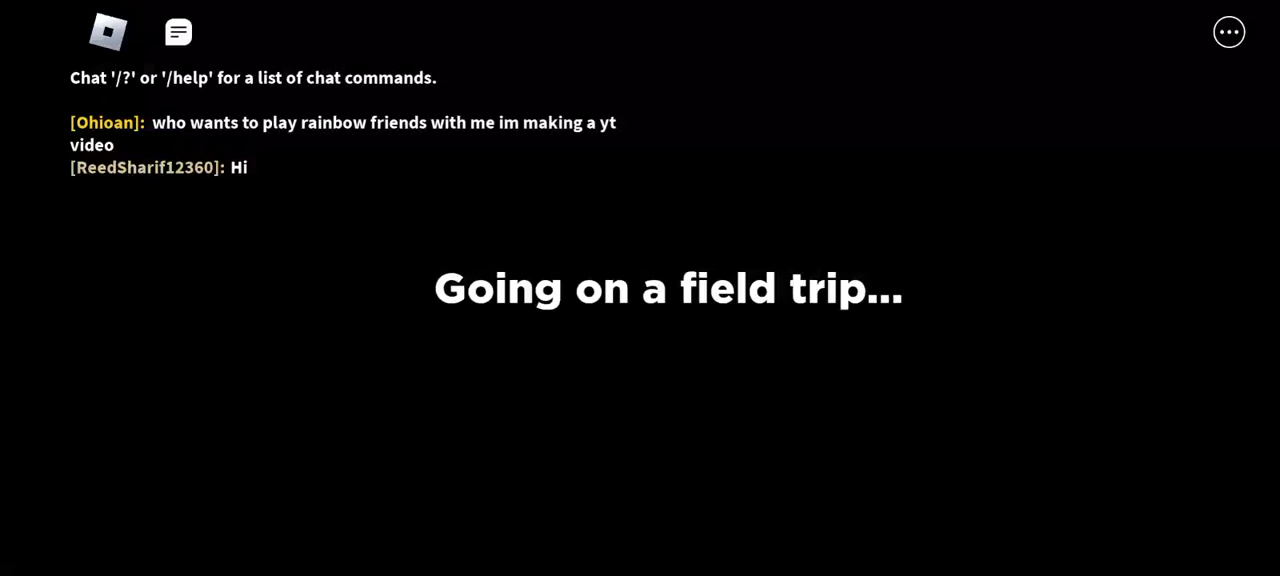 Chat '/?' or '/help' for a list of chat commands.
[Ohioan]: who wants to play rainbow friends with me im making a yt
video
[ReedSharif12360]: Hi
Going on a field trip...